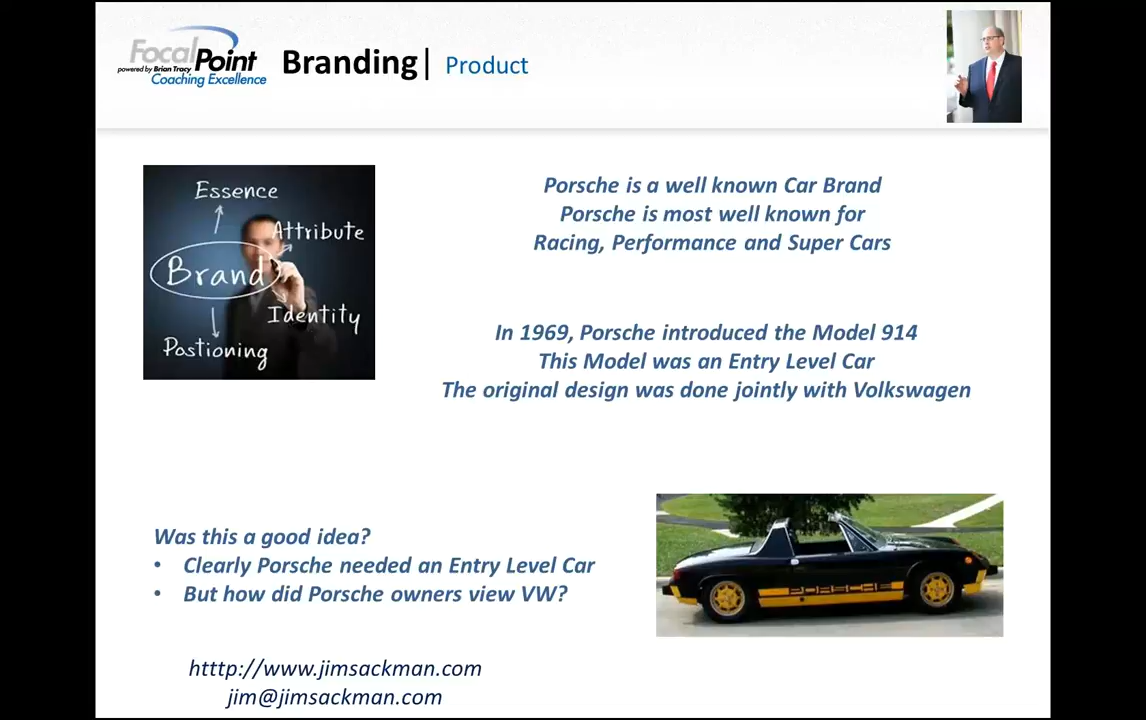 FocalPoint
powered by Brian Tracy
Coaching Excellence
Branding| Product
Essence
Attribute
Brand
Identity
Postioning
Porsche is a well known Car Brand
Porsche is most well known for
Racing, Performance and Super Cars
In 1969, Porsche introduced the Model 914
This Model was an Entry Level Car
The original design was done jointly with Volkswagen
Was this a good idea?
• Clearly Porsche needed an Entry Level Car
• But how did Porsche owners view VW?
PORSCHE
htttp://www.jimsackman.com
jim@jimsackman.com